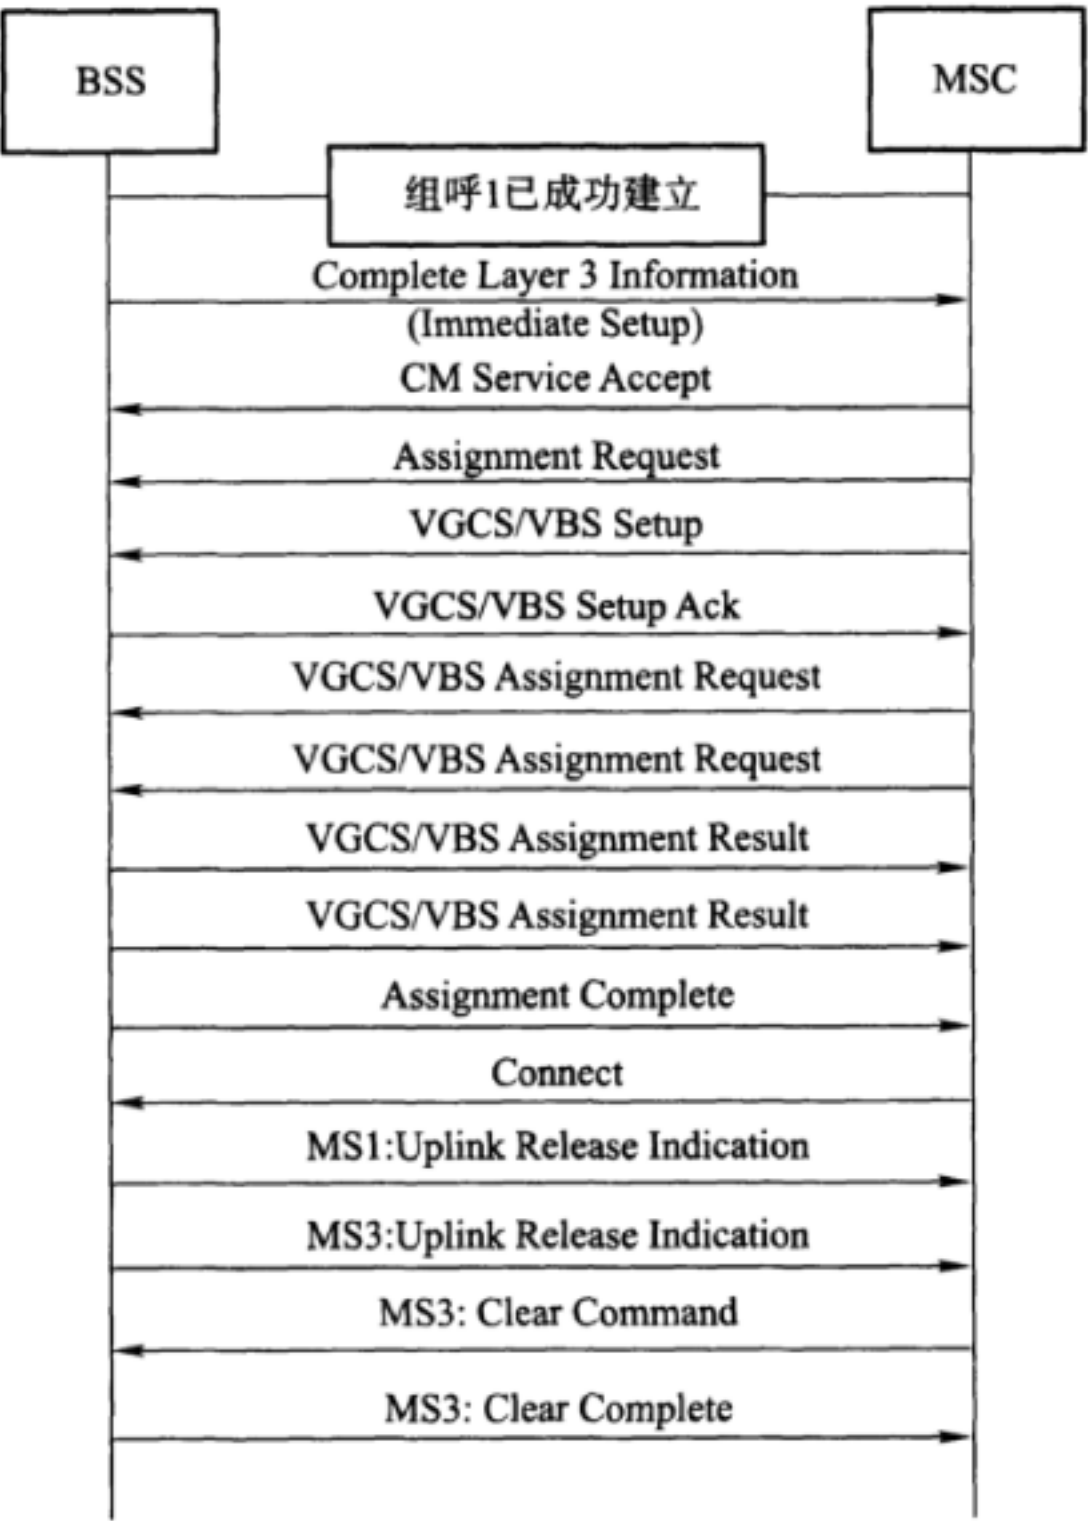 BSS
MSC
组呼1已成功建立
Complete Layer 3 Information
(Immediate Setup)
CM Service Accept
Assignment Request
VGCS/VBS Setup
VGCS/VBS Setup Ack
VGCS/VBS Assignment Request
VGCS/VBS Assignment Request
VGCS/VBS Assignment Result
VGCS/VBS Assignment Result
Assignment Complete
Connect
MS1:Uplink Release Indication
MS3:Uplink Release Indication
MS3: Clear Command
MS3: Clear Complete